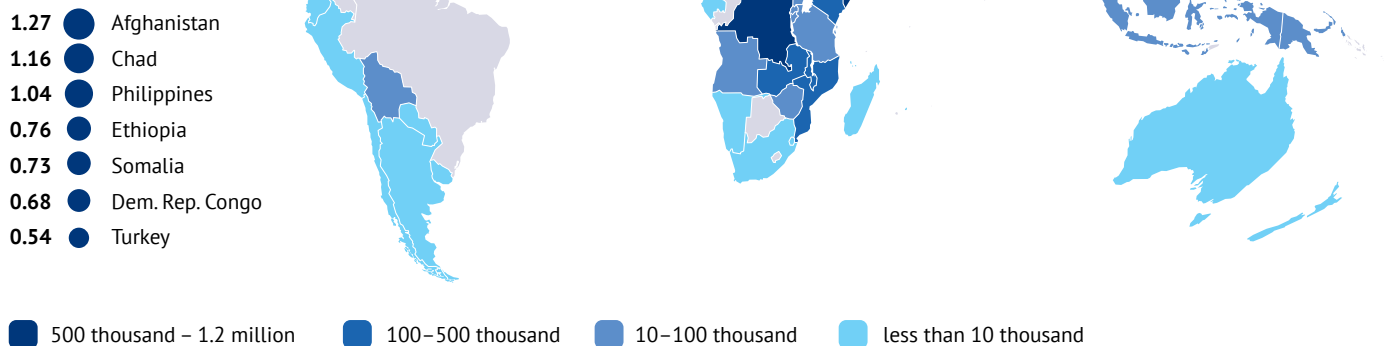 1.27 Afghanistan
1.16 Chad
1.04 Philippines
0.76 Ethiopia
0.73 Somalia
0.68 Dem. Rep. Congo
0.54 Turkey
500 thousand – 1.2 million 100–500 thousand 10–100 thousand less than 10 thousand